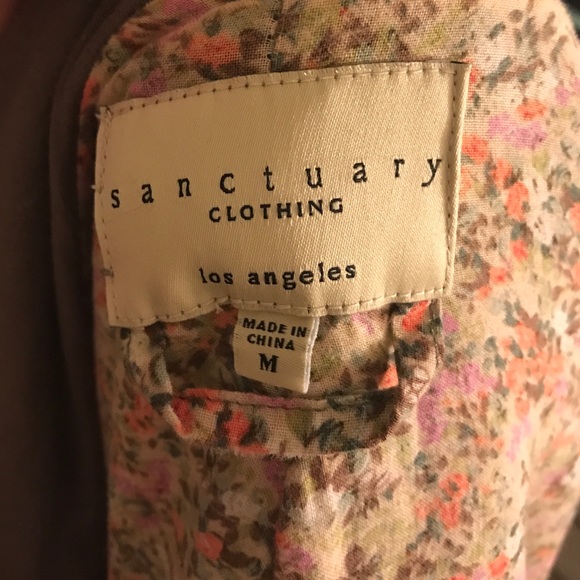 sanctuary
CLOTHING
los angeles
MADE IN
CHINA
M